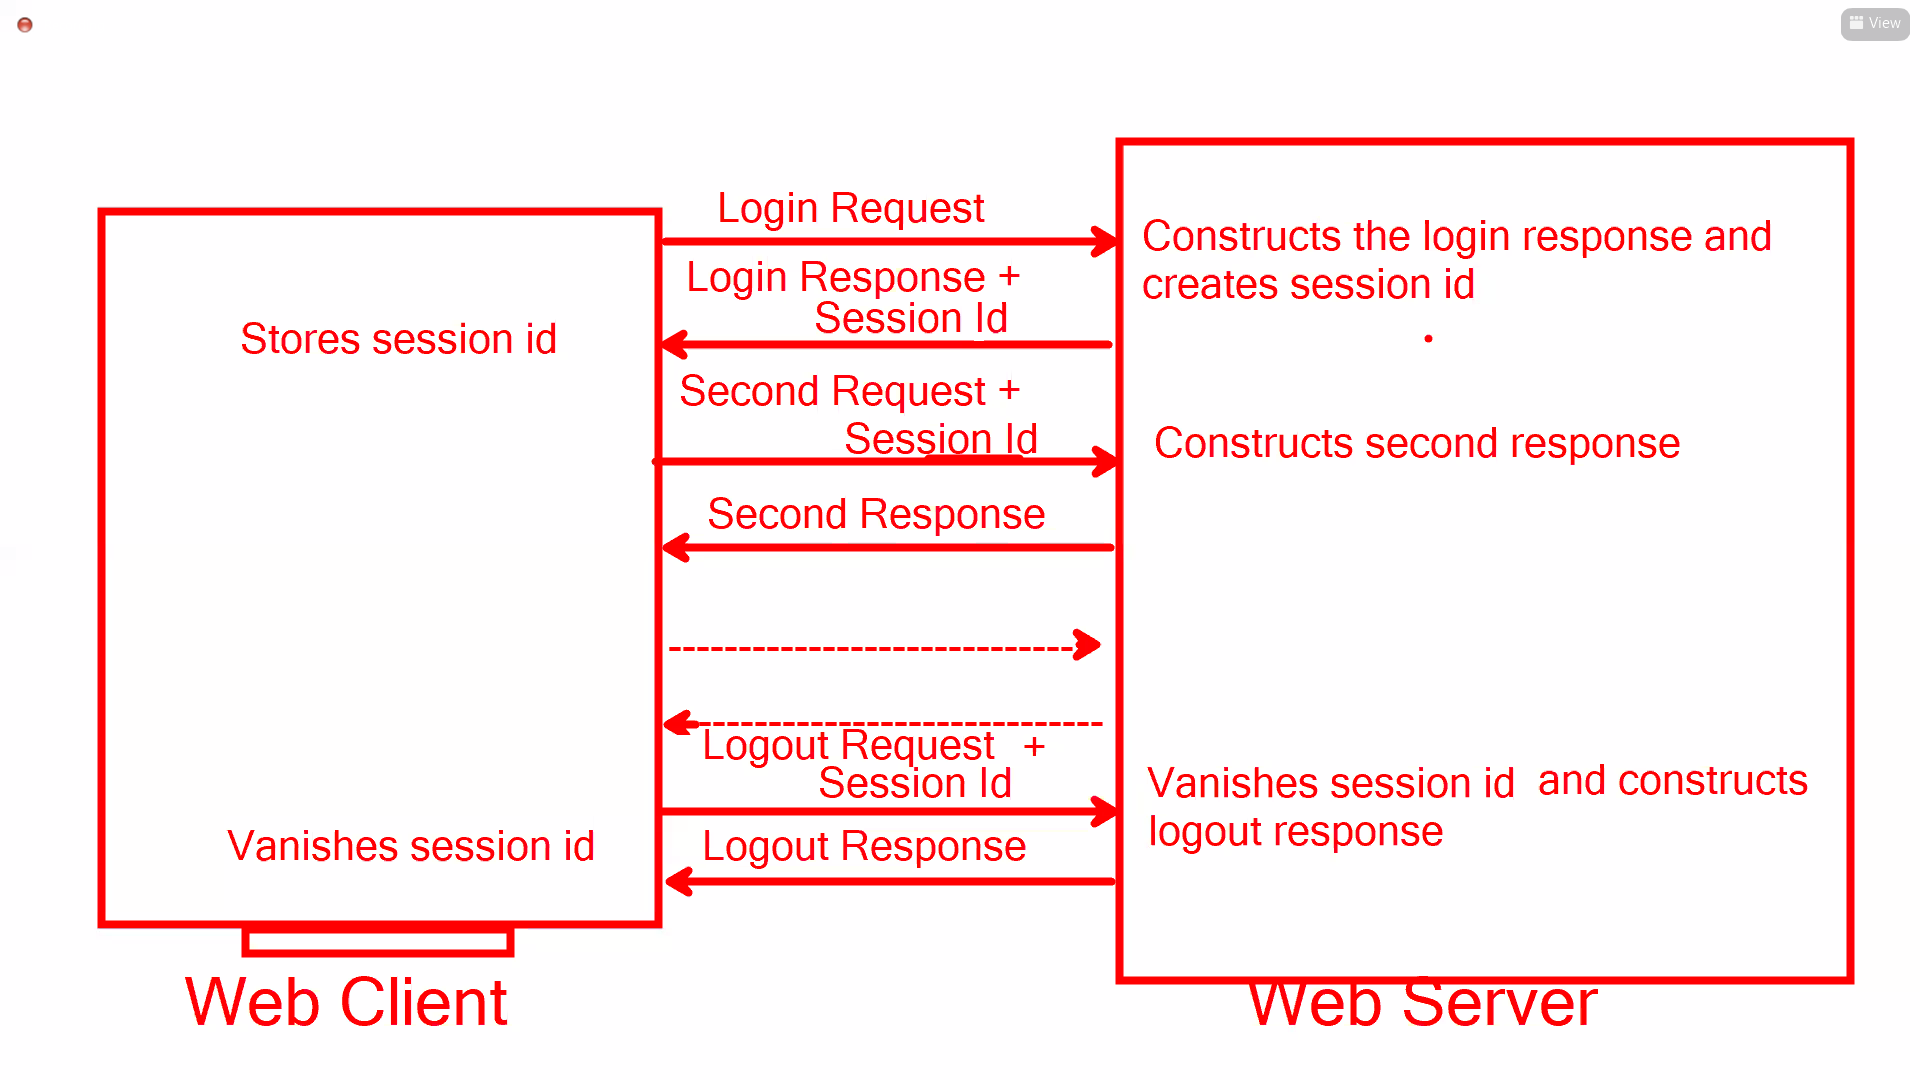 View
Login Request
Constructs the login response and
creates session id
Login Response +
Session Id
Stores session id
Second Request +
Session Id
Constructs second response
Second Response
Logout Request +
Session Id
Vanishes session id and constructs
logout response
Vanishes session id
Logout Response
Web Client
Web Server